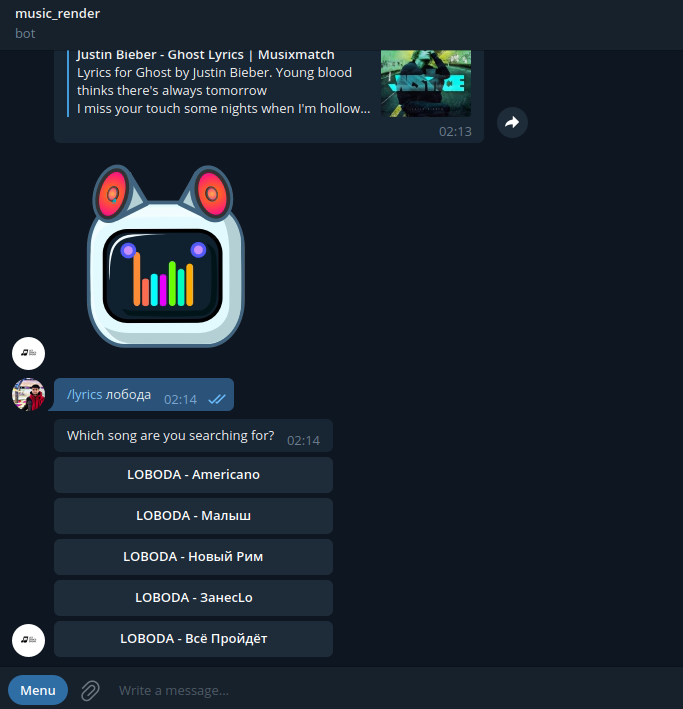 music_render
bot
Justin Bieber - Ghost Lyrics | Musixmatch
Lyrics for Ghost by Justin Bieber. Young blood
thinks there's always tomorrow
I miss your touch some nights when I'm hollow...
JUSTICE
02:13
/lyrics лобода 02:14
Which song are you searching for? 02:14
LOBODA - Americano
LOBODA - Малыш
LOBODA - Новый Рим
LOBODA - ЗанесLo
LOBODA - Всё Пройдёт
Menu
Write a message...